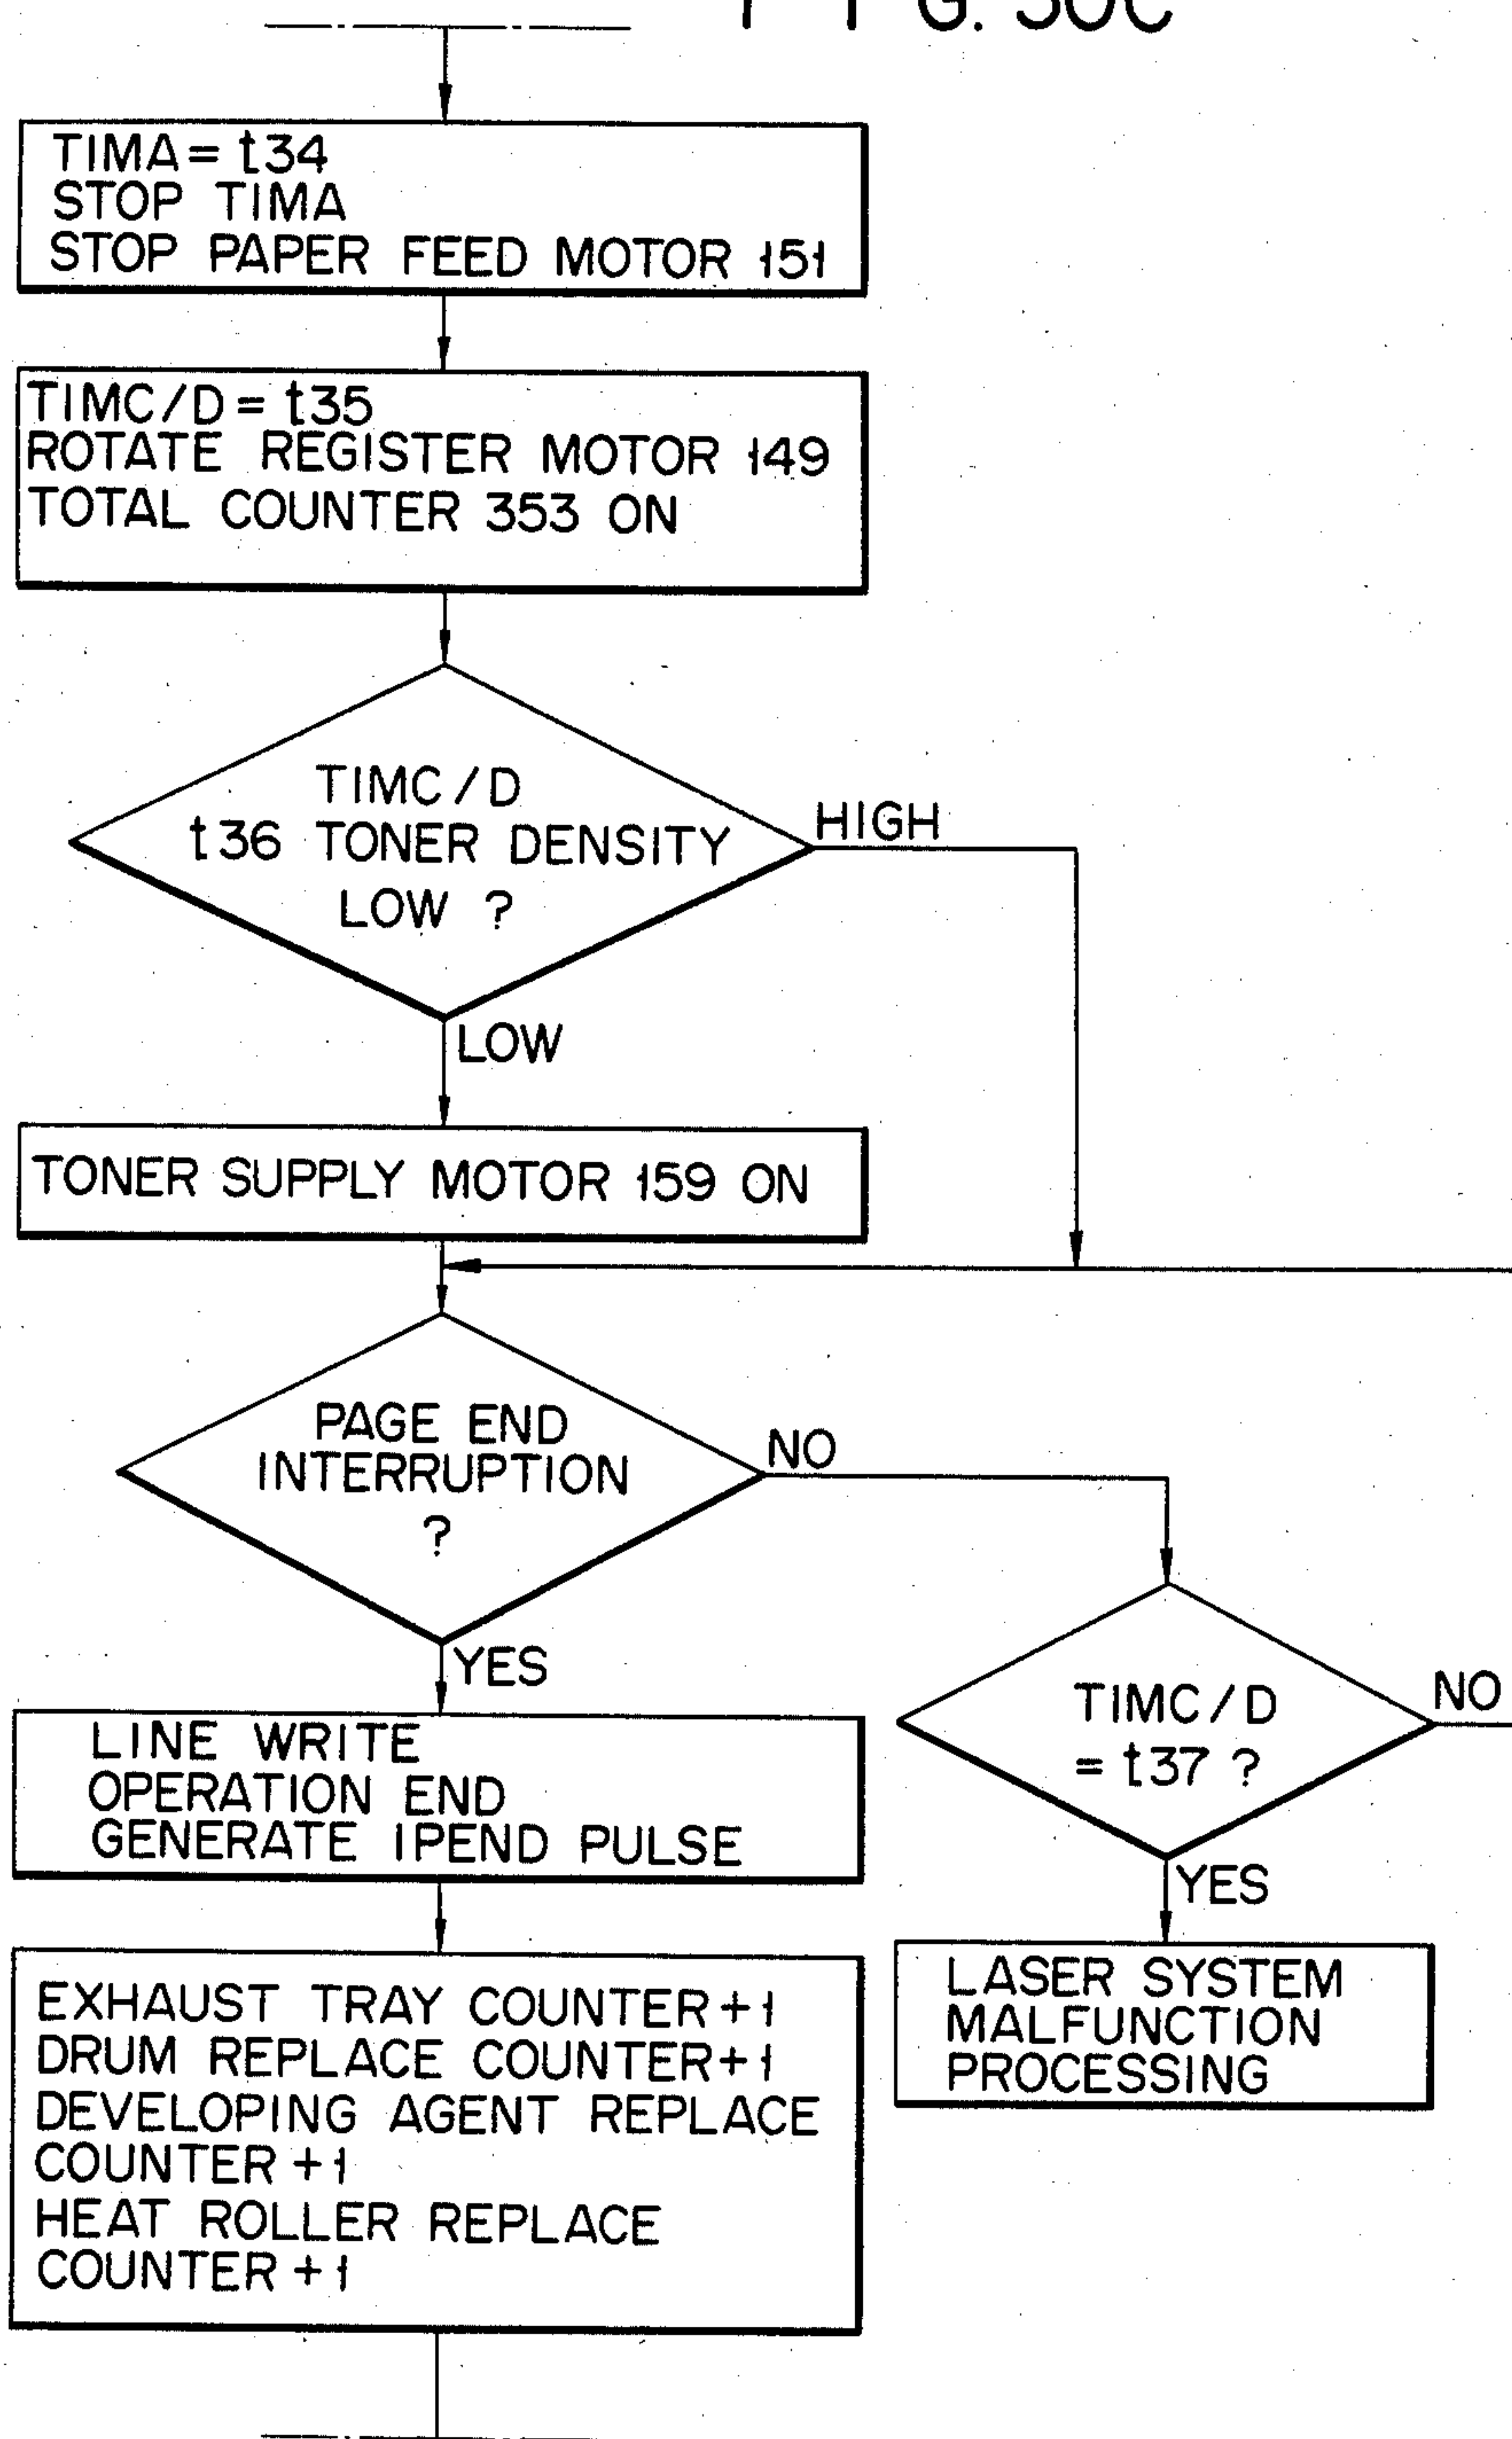 FIG. 30C
TIMA = t34
STOP TIMA
STOP PAPER FEED MOTOR 151
TIMC/D = t35
ROTATE REGISTER MOTOR 149
TOTAL COUNTER 353 ON
TIMC/D
t36 TONER DENSITY
LOW ?
HIGH
LOW
TONER SUPPLY MOTOR 159 ON
PAGE END
INTERRUPTION
?
NO
YES
TIMC/D
= t37 ?
NO
YES
LINE WRITE
OPERATION END
GENERATE IPEND PULSE
LASER SYSTEM
MALFUNCTION
PROCESSING
EXHAUST TRAY COUNTER +1
DRUM REPLACE COUNTER +1
DEVELOPING AGENT REPLACE
COUNTER +1
HEAT ROLLER REPLACE
COUNTER +1